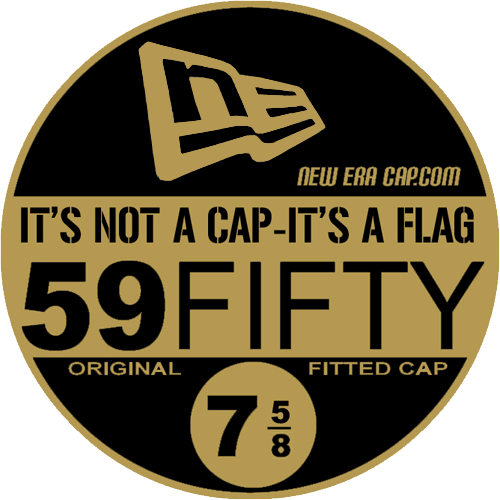 NE
NEW ERA CAP.COM
IT'S NOT A CAP-IT'S A FLAG
59FIFTY
ORIGINAL FITTED CAP
7 5/8